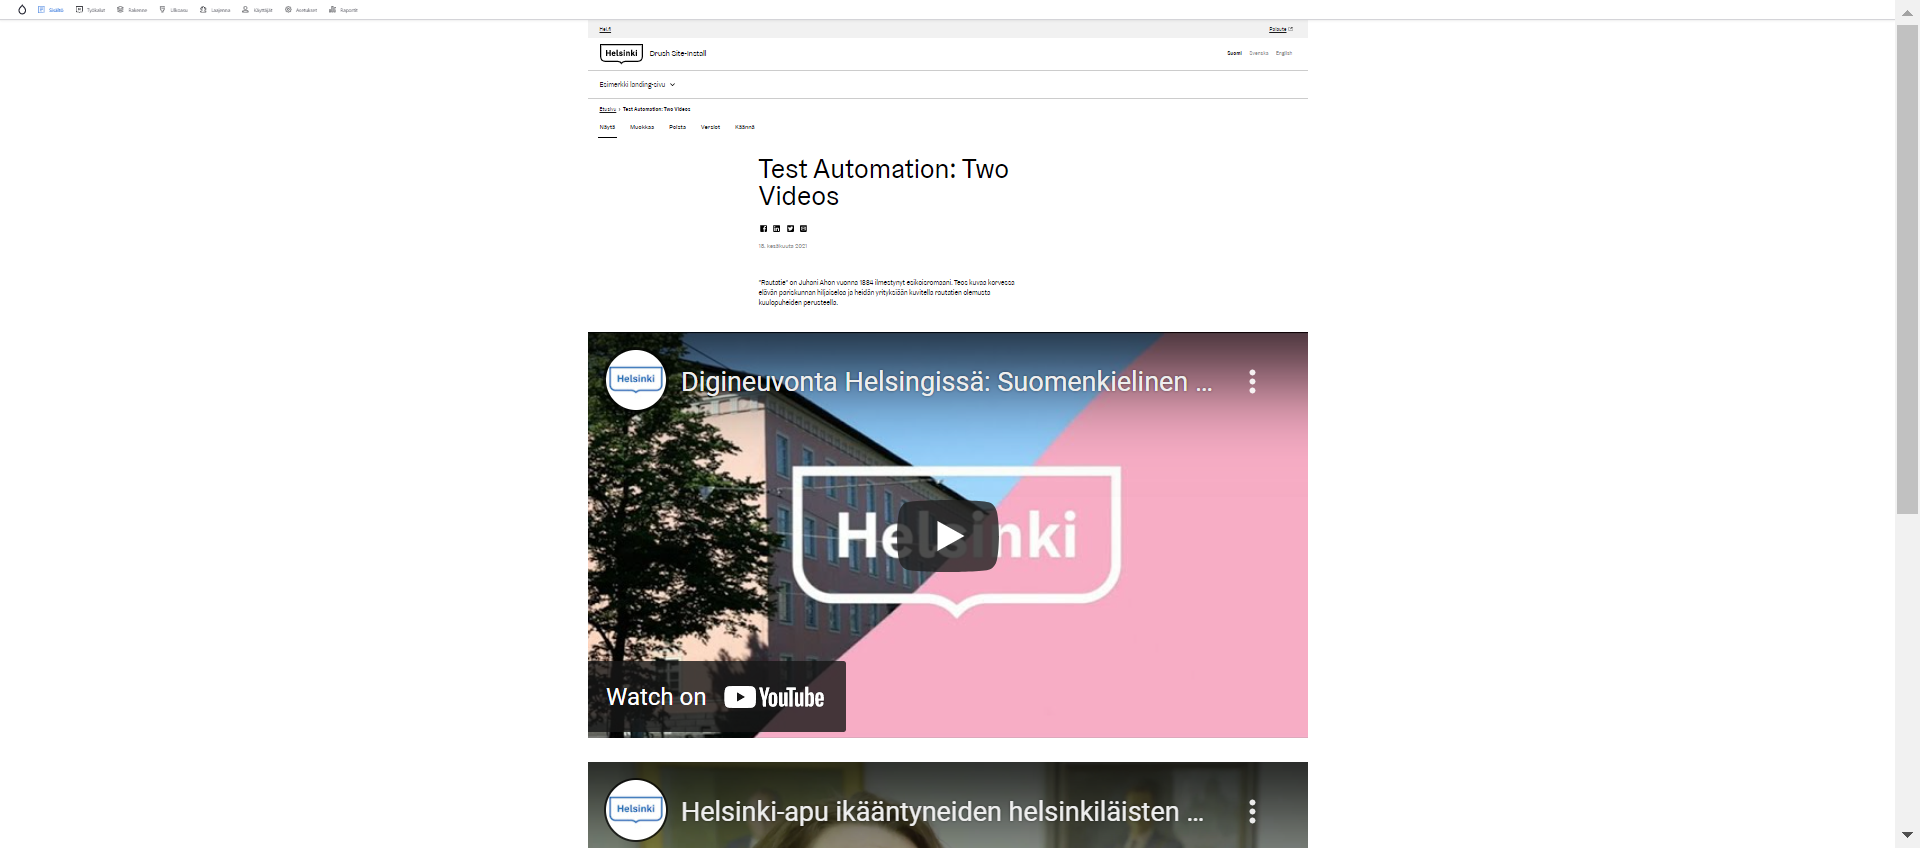 Sisältö Työkalut Rakenne Ulkoasu Laajenna Käyttäjät Asetukset Raportit
Hel.fi Palaute
Helsinki Drush Site-Install Suomi Svenska English
Esimerkki landing-sivu
Etusivu › Test Automation: Two Videos
Näytä Muokkaa Poista Versiot Käännä
Test Automation: Two
Videos
15. kesäkuuta 2021
"Rautatie" on Juhani Ahon vuonna 1884 ilmestynyt esikoisromaani. Teos kuvaa korvessa
elävän pariskunnan hiljaiseloa ja heidän yrityksiään kuvitella rautatien olemusta
kuulopuheiden perusteella.
Helsinki Digineuvonta Helsingissä: Suomenkielinen ...
Helsinki
Watch on YouTube
Helsinki Helsinki-apu ikääntyneiden helsinkiläisten ...